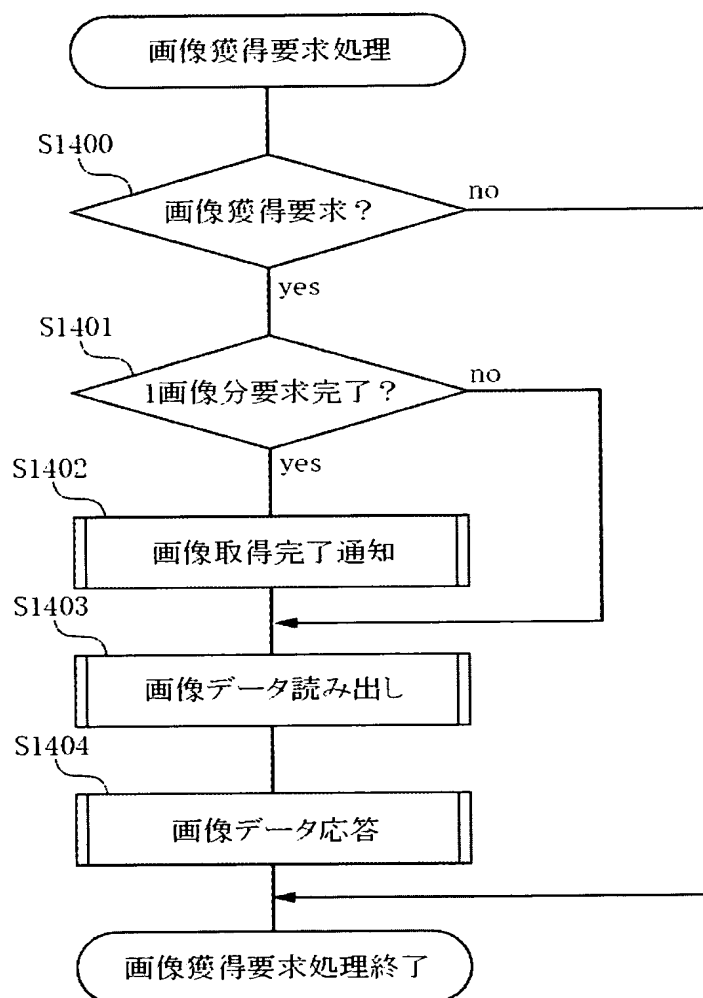 画像獲得要求処理
S1400
画像獲得要求?
no
yes
S1401
1画像分要求完了?
no
yes
S1402
画像取得完了通知
S1403
画像データ読み出し
S1404
画像データ応答
画像獲得要求処理終了